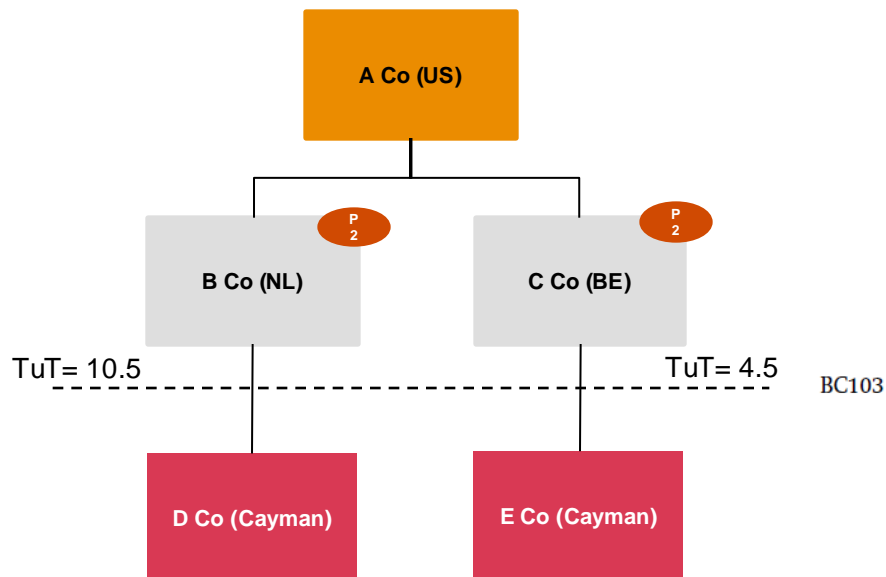 A Co (US)
P
2
P
2
B Co (NL)
C Co (BE)
TuT= 10.5
TuT= 4.5
BC103
D Co (Cayman)
E Co (Cayman)